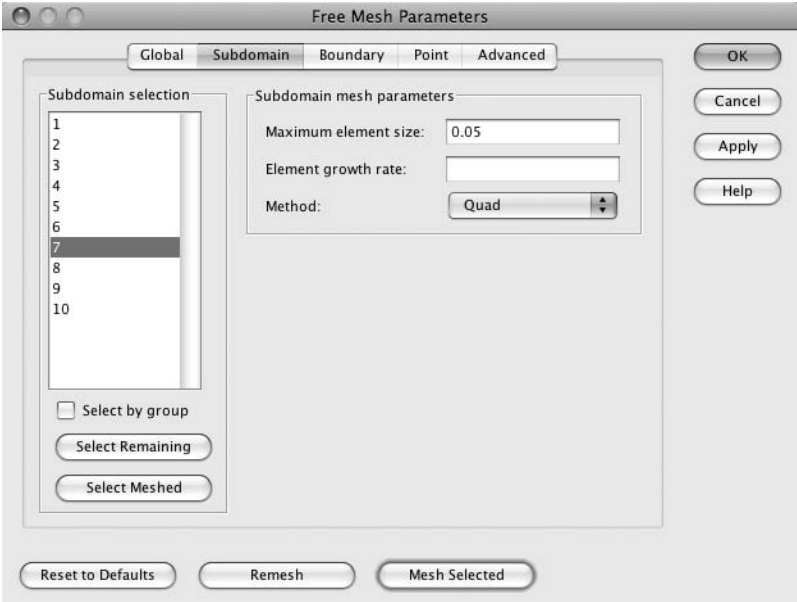 Free Mesh Parameters
Global Subdomain Boundary Point Advanced
Subdomain selection
1
2
3
4
5
6
7
8
9
10
Select by group
Select Remaining
Select Meshed
Subdomain mesh parameters
Maximum element size: 0.05
Element growth rate:
Method: Quad
OK
Cancel
Apply
Help
Reset to Defaults Remesh Mesh Selected